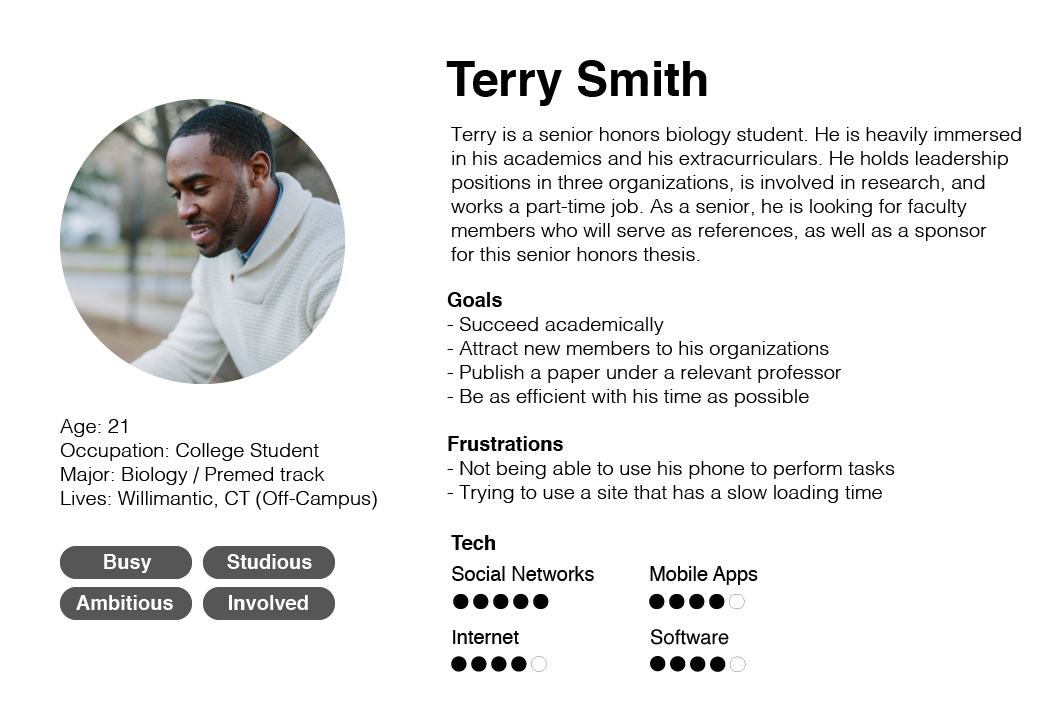 Terry Smith
Terry is a senior honors biology student. He is heavily immersed
in his academics and his extracurriculars. He holds leadership
positions in three organizations, is involved in research, and
works a part-time job. As a senior, he is looking for faculty
members who will serve as references, as well as a sponsor
for this senior honors thesis.
Goals
- Succeed academically
- Attract new members to his organizations
- Publish a paper under a relevant professor
- Be as efficient with his time as possible
Frustrations
- Not being able to use his phone to perform tasks
- Trying to use a site that has a slow loading time
Tech
Social Networks
Mobile Apps
Internet
Software
Age: 21
Occupation: College Student
Major: Biology / Premed track
Lives: Willimantic, CT (Off-Campus)
Busy
Studious
Ambitious
Involved